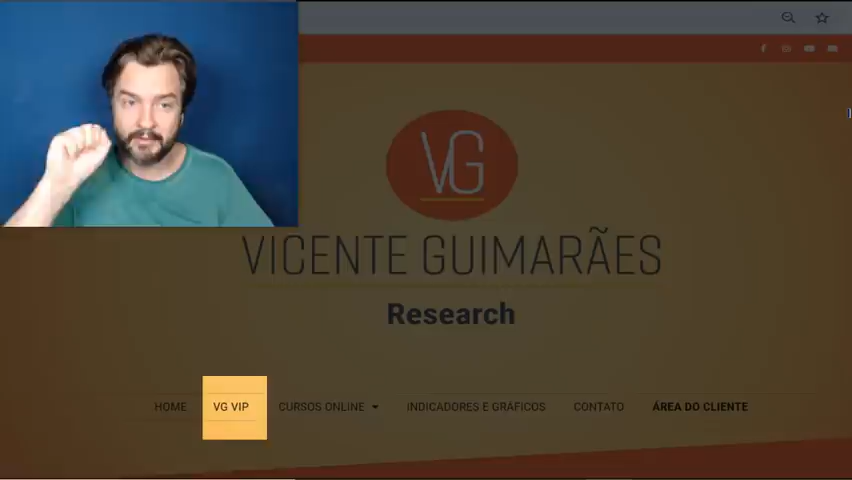 VG
VICENTE GUIMARÃES
Research
HOME VG VIP CURSOS ONLINE INDICADORES E GRÁFICOS CONTATO ÁREA DO CLIENTE